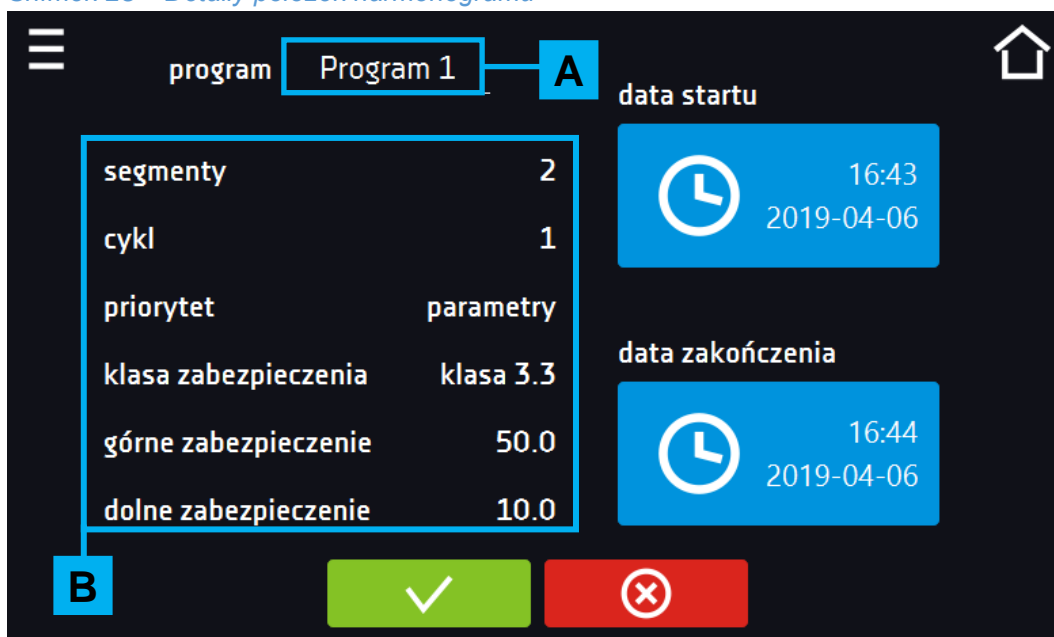 program Program 1 A
data startu
segmenty 2
16:43
2019-04-06
cykl 1
priorytet parametry
klasa zabezpieczenia klasa 3.3
data zakończenia
górne zabezpieczenie 50.0
16:44
2019-04-06
dolne zabezpieczenie 10.0
B